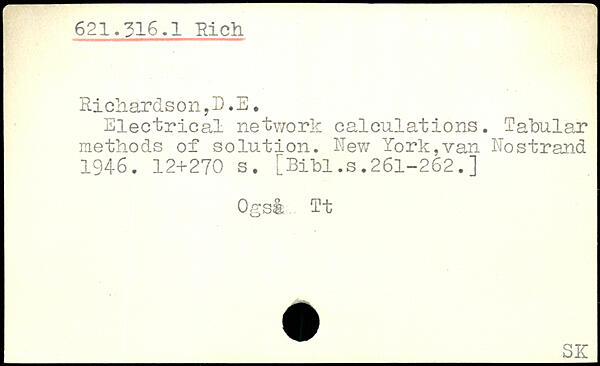 621.316.1 Rich
Richardson,D.E.
Electrical network calculations. Tabular
methods of solution. New York,van Nostrand
1946. 12+270 s. [Bibl.s.261-262.]
Også Tt
SK